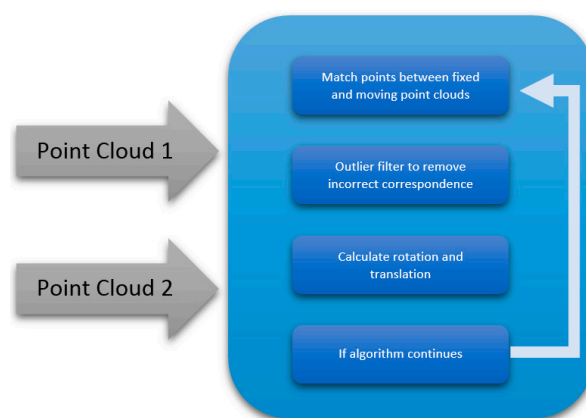 Point Cloud 1
Point Cloud 2
Match points between fixed
and moving point clouds
Outlier filter to remove
incorrect correspondence
Calculate rotation and
translation
If algorithm continues